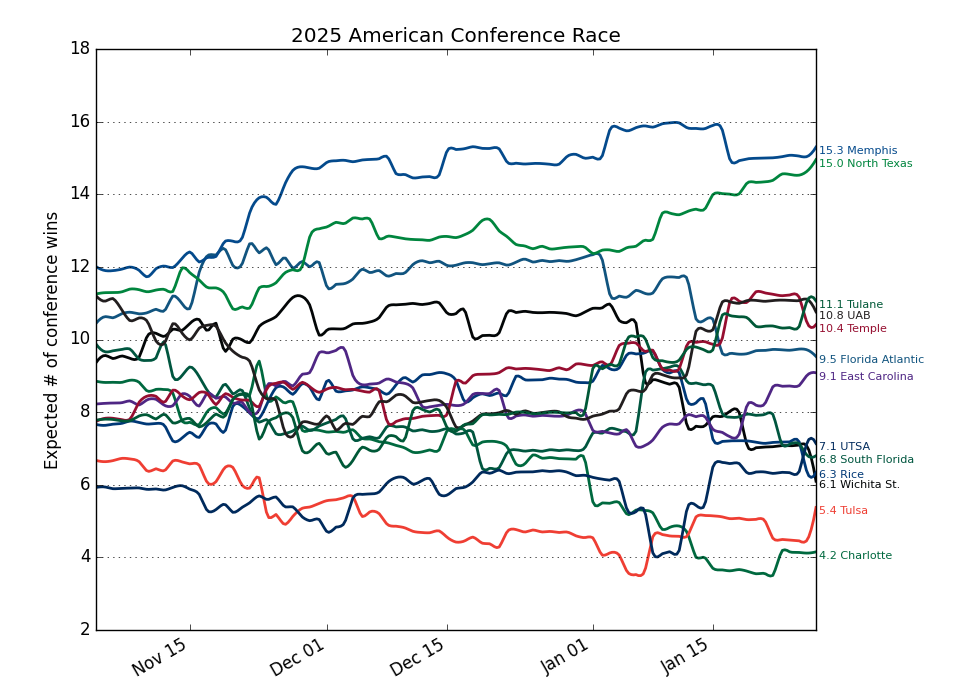 2025 American Conference Race
Expected # of conference wins
18
16
14
12
10
8
6
4
2
Nov 15
Dec 01
Dec 15
Jan 01
Jan 15
15.3 Memphis
15.0 North Texas
11.1 Tulane
10.8 UAB
10.4 Temple
9.5 Florida Atlantic
9.1 East Carolina
7.1 UTSA
6.8 South Florida
6.3 Rice
6.1 Wichita St.
5.4 Tulsa
4.2 Charlotte